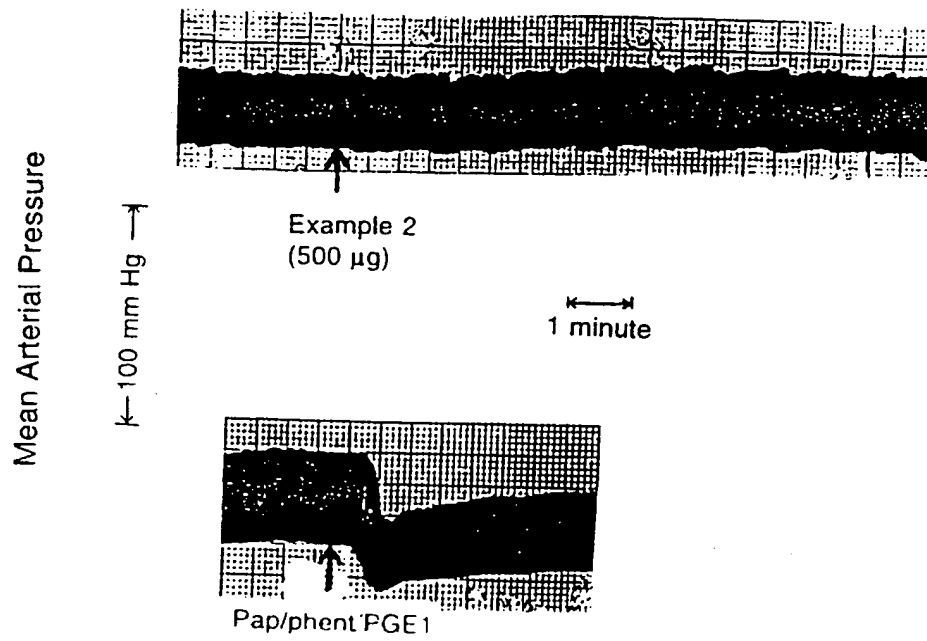 Mean Arterial Pressure
100 mm Hg
Example 2
(500 µg)
1 minute
Pap/phent PGE1